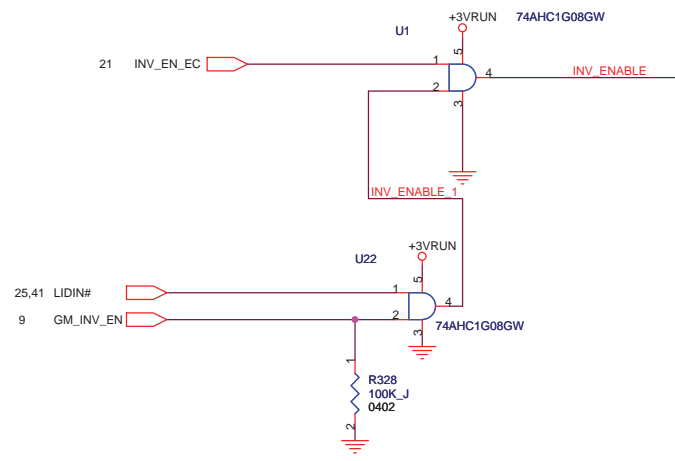 +3VRUN 74AHC1G08GW
U1
5
21 INV_EN_EC 1
4 INV_ENABLE
2
3
INV_ENABLE_1
+3VRUN
U22
5
25,41 LIDIN# 1
4
9 GM_INV_EN 2
74AHC1G08GW
3
1
R328
100K_J
0402
2